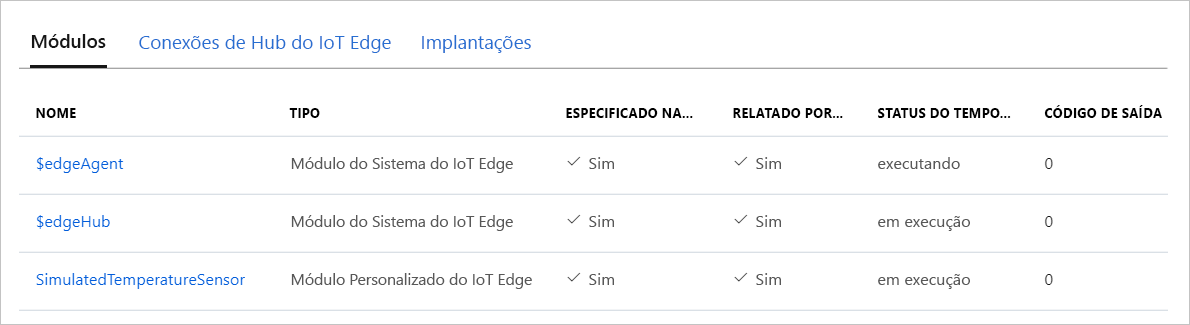 Módulos Conexões de Hub do IoT Edge Implantações
NOME TIPO ESPECIFICADO NA... RELATADO POR... STATUS DO TEMPO... CÓDIGO DE SAÍDA
$edgeAgent Módulo do Sistema do IoT Edge Sim Sim executando 0
$edgeHub Módulo do Sistema do IoT Edge Sim Sim em execução 0
SimulatedTemperatureSensor Módulo Personalizado do IoT Edge Sim Sim em execução 0